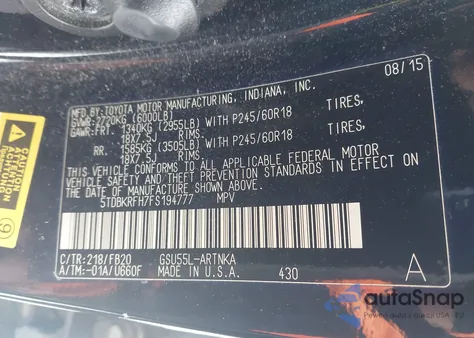 08/15
MFD.BY:TOYOTA MOTOR MANUFACTURING, INDIANA, INC.
GVWR:2720KG (6000LB)
GAWR:FRT. 1340KG (2955LB) WITH P245/60R18 TIRES,
18X7.5J RIMS.
RR. 1585KG (3505LB) WITH P245/60R18 TIRES,
18X7.5J RIMS.
THIS VEHICLE CONFORMS TO ALL APPLICABLE FEDERAL MOTOR
VEHICLE SAFETY AND THEFT PREVENTION STANDARDS IN EFFECT ON
THE DATE OF MANUFACTURE SHOWN ABOVE.
5TDBKRFH7FS194777 MPV
C/TR:218/FB20 GSU55L-ARTNKA
A/TM:-01A/U660F MADE IN U.S.A. 430 A
CAUTION
9
autoSnap